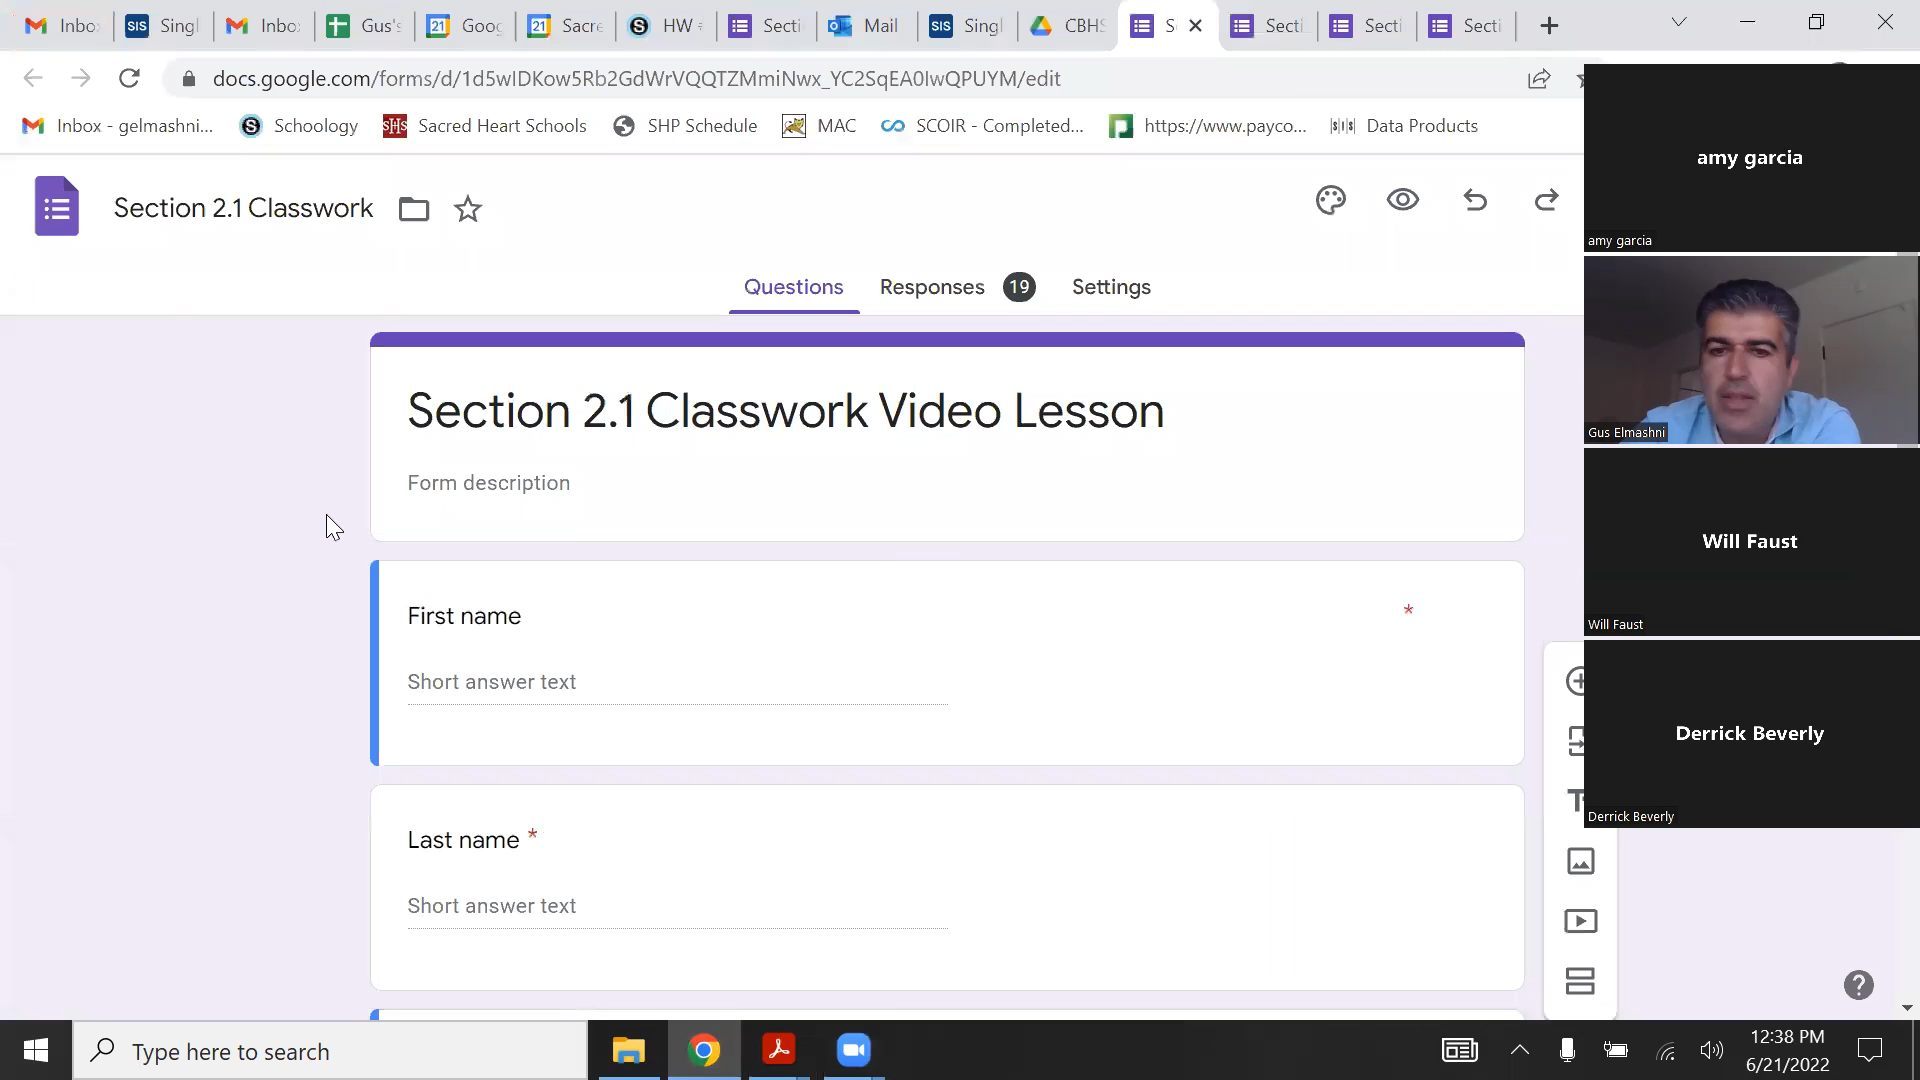 Inbo
Singl
Inbo
Gus's
Goog
Sacre
HW
Secti
Mail
Singl
CBHS
S
Secti
Secti
Secti
docs.google.com/forms/d/1d5wIDKow5Rb2GdWrVQQTZMmiNwx_YC2SqEA0IwQPUYM/edit
Inbox - gelmashni...
Schoology
Sacred Heart Schools
SHP Schedule
MAC
SCOIR - Completed...
https://www.payco...
Data Products
Section 2.1 Classwork
Questions
Responses 19
Settings
Section 2.1 Classwork Video Lesson
Form description
First name *
Short answer text
Last name *
Short answer text
amy garcia
amy garcia
Gus Elmashni
Will Faust
Will Faust
Derrick Beverly
Derrick Beverly
Type here to search
12:38 PM
6/21/2022